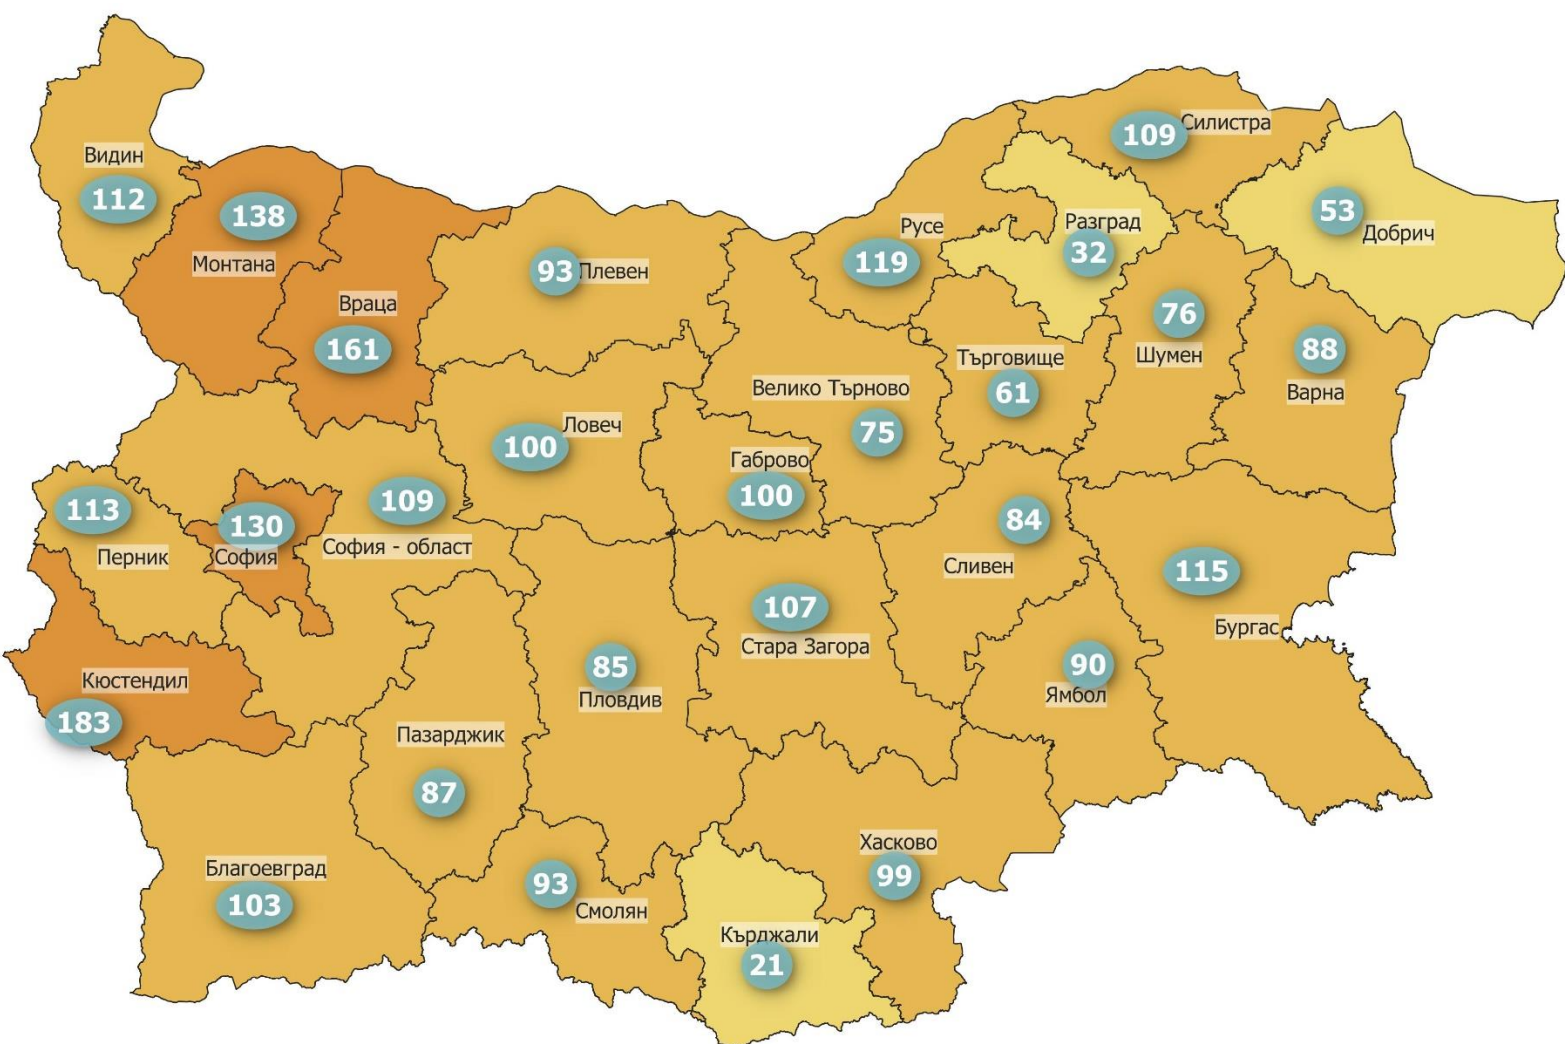 Видин
112
138
Монтана
Враца
161
93
Плевен
Русе
119
Разград
32
109
Силистра
53
Добрич
76
Шумен
88
Варна
Търговище
61
Велико Търново
75
Ловеч
100
Габрово
100
113
Перник
130
София
109
София - област
84
Сливен
115
Бургас
107
Стара Загора
90
Ямбол
85
Пловдив
Кюстендил
183
Пазарджик
87
Благоевград
103
93
Смолян
Хасково
99
Кърджали
21